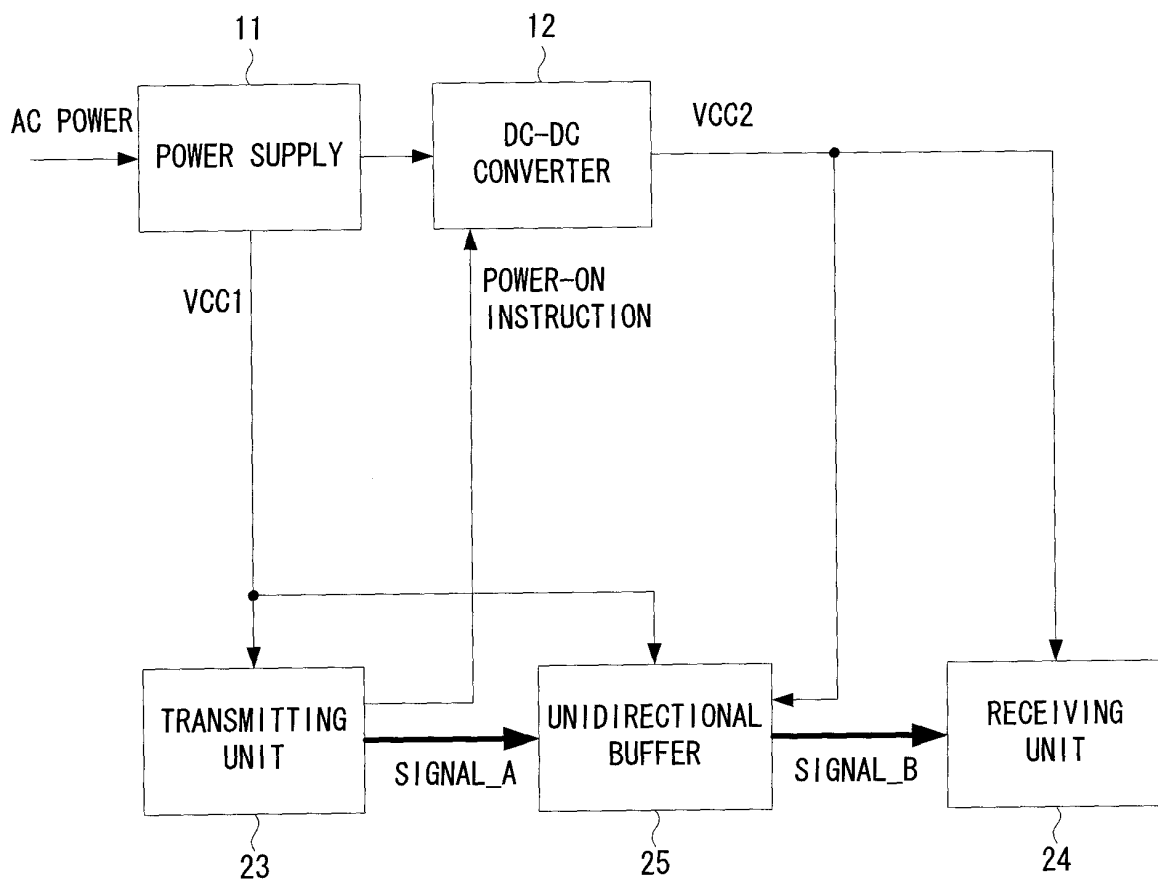 11
12
AC POWER
POWER SUPPLY
DC-DC
CONVERTER
VCC2
VCC1
POWER-ON
INSTRUCTION
TRANSMITTING
UNIT
SIGNAL_A
UNIDIRECTIONAL
BUFFER
SIGNAL_B
RECEIVING
UNIT
23
25
24